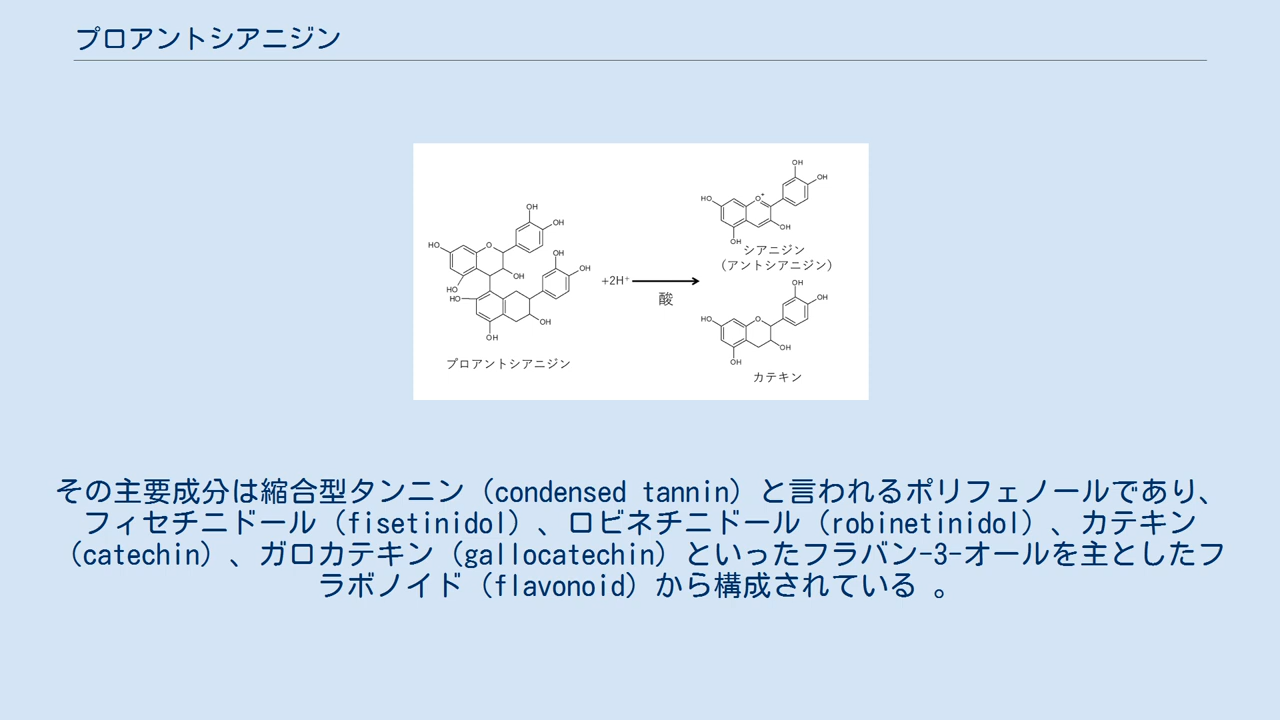 プロアントシアニジン
OH
OH
HO
O
OH
OH
OH
HO
HO
OH
OH
プロアントシアニジン
+2H⁺
酸
OH
OH
HO
O⁺
OH
OH
シアニジン
（アントシアニジン）
OH
OH
HO
O
OH
OH
カテキン
その主要成分は縮合型タンニン（condensed tannin）と言われるポリフェノールであり、
フィセチニドール（fisetinidol）、ロビネチニドール（robinetinidol）、カテキン
（catechin）、ガロカテキン（gallocatechin）といったフラバン-3-オールを主としたフ
ラボノイド（flavonoid）から構成されている 。